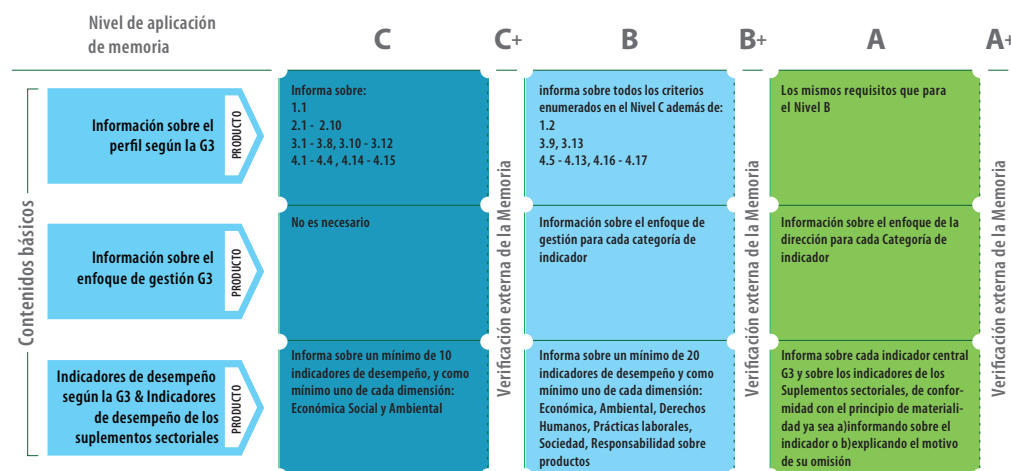 Nivel de aplicación
de memoria
C
C+
B
B+
A
A+
Contenidos básicos
Información sobre el
perfil según la G3
PRODUCTO
Informa sobre:
1.1
2.1 - 2.10
3.1 - 3.8, 3.10 - 3.12
4.1 - 4.4 , 4.14 - 4.15
informa sobre todos los criterios
enumerados en el Nivel C además de:
1.2
3.9, 3.13
4.5 - 4.13, 4.16 - 4.17
Los mismos requisitos que para
el Nivel B
Información sobre el
enfoque de gestión G3
PRODUCTO
No es necesario
Información sobre el enfoque de
gestión para cada categoría de
indicador
Información sobre el enfoque de la
dirección para cada Categoría de
indicador
Indicadores de desempeño
según la G3 & Indicadores
de desempeño de los
suplementos sectoriales
PRODUCTO
Informa sobre un mínimo de 10
indicadores de desempeño, y como
mínimo uno de cada dimensión:
Económica Social y Ambiental
Informa sobre un mínimo de 20
indicadores de desempeño y como
mínimo uno de cada dimensión:
Económica, Ambiental, Derechos
Humanos, Prácticas laborales,
Sociedad, Responsabilidad sobre
productos
Informa sobre cada indicador central
G3 y sobre los indicadores de los
Suplementos sectoriales, de confor-
midad con el principio de materiali-
dad ya sea a)informando sobre el
indicador o b)explicando el motivo
de su omisión
Verificación externa de la Memoria
Verificación externa de la Memoria
Verificación externa de la Memoria